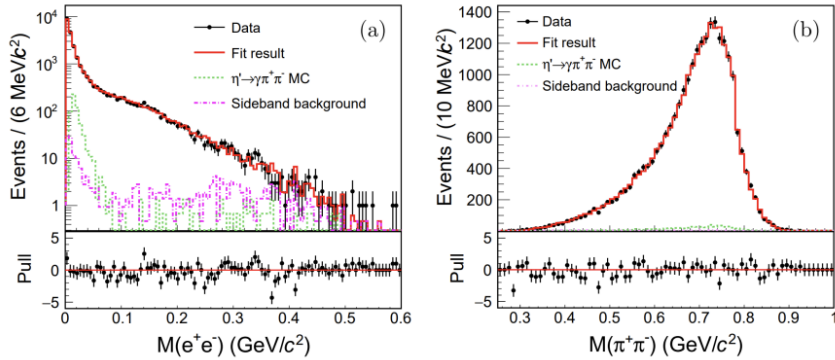 (a)
Data
Fit result
η′→γπ⁺π⁻ MC
Sideband background
Events / (6 MeV/c²)
10⁴
10³
10²
10
1
Pull
5
0
−5
0 0.1 0.2 0.3 0.4 0.5 0.6
M(e⁺e⁻) (GeV/c²)
(b)
Data
Fit result
η′→γπ⁺π⁻ MC
Sideband background
Events / (10 MeV/c²)
1400
1200
1000
800
600
400
200
Pull
5
0
−5
0.3 0.4 0.5 0.6 0.7 0.8 0.9 1
M(π⁺π⁻) (GeV/c²)